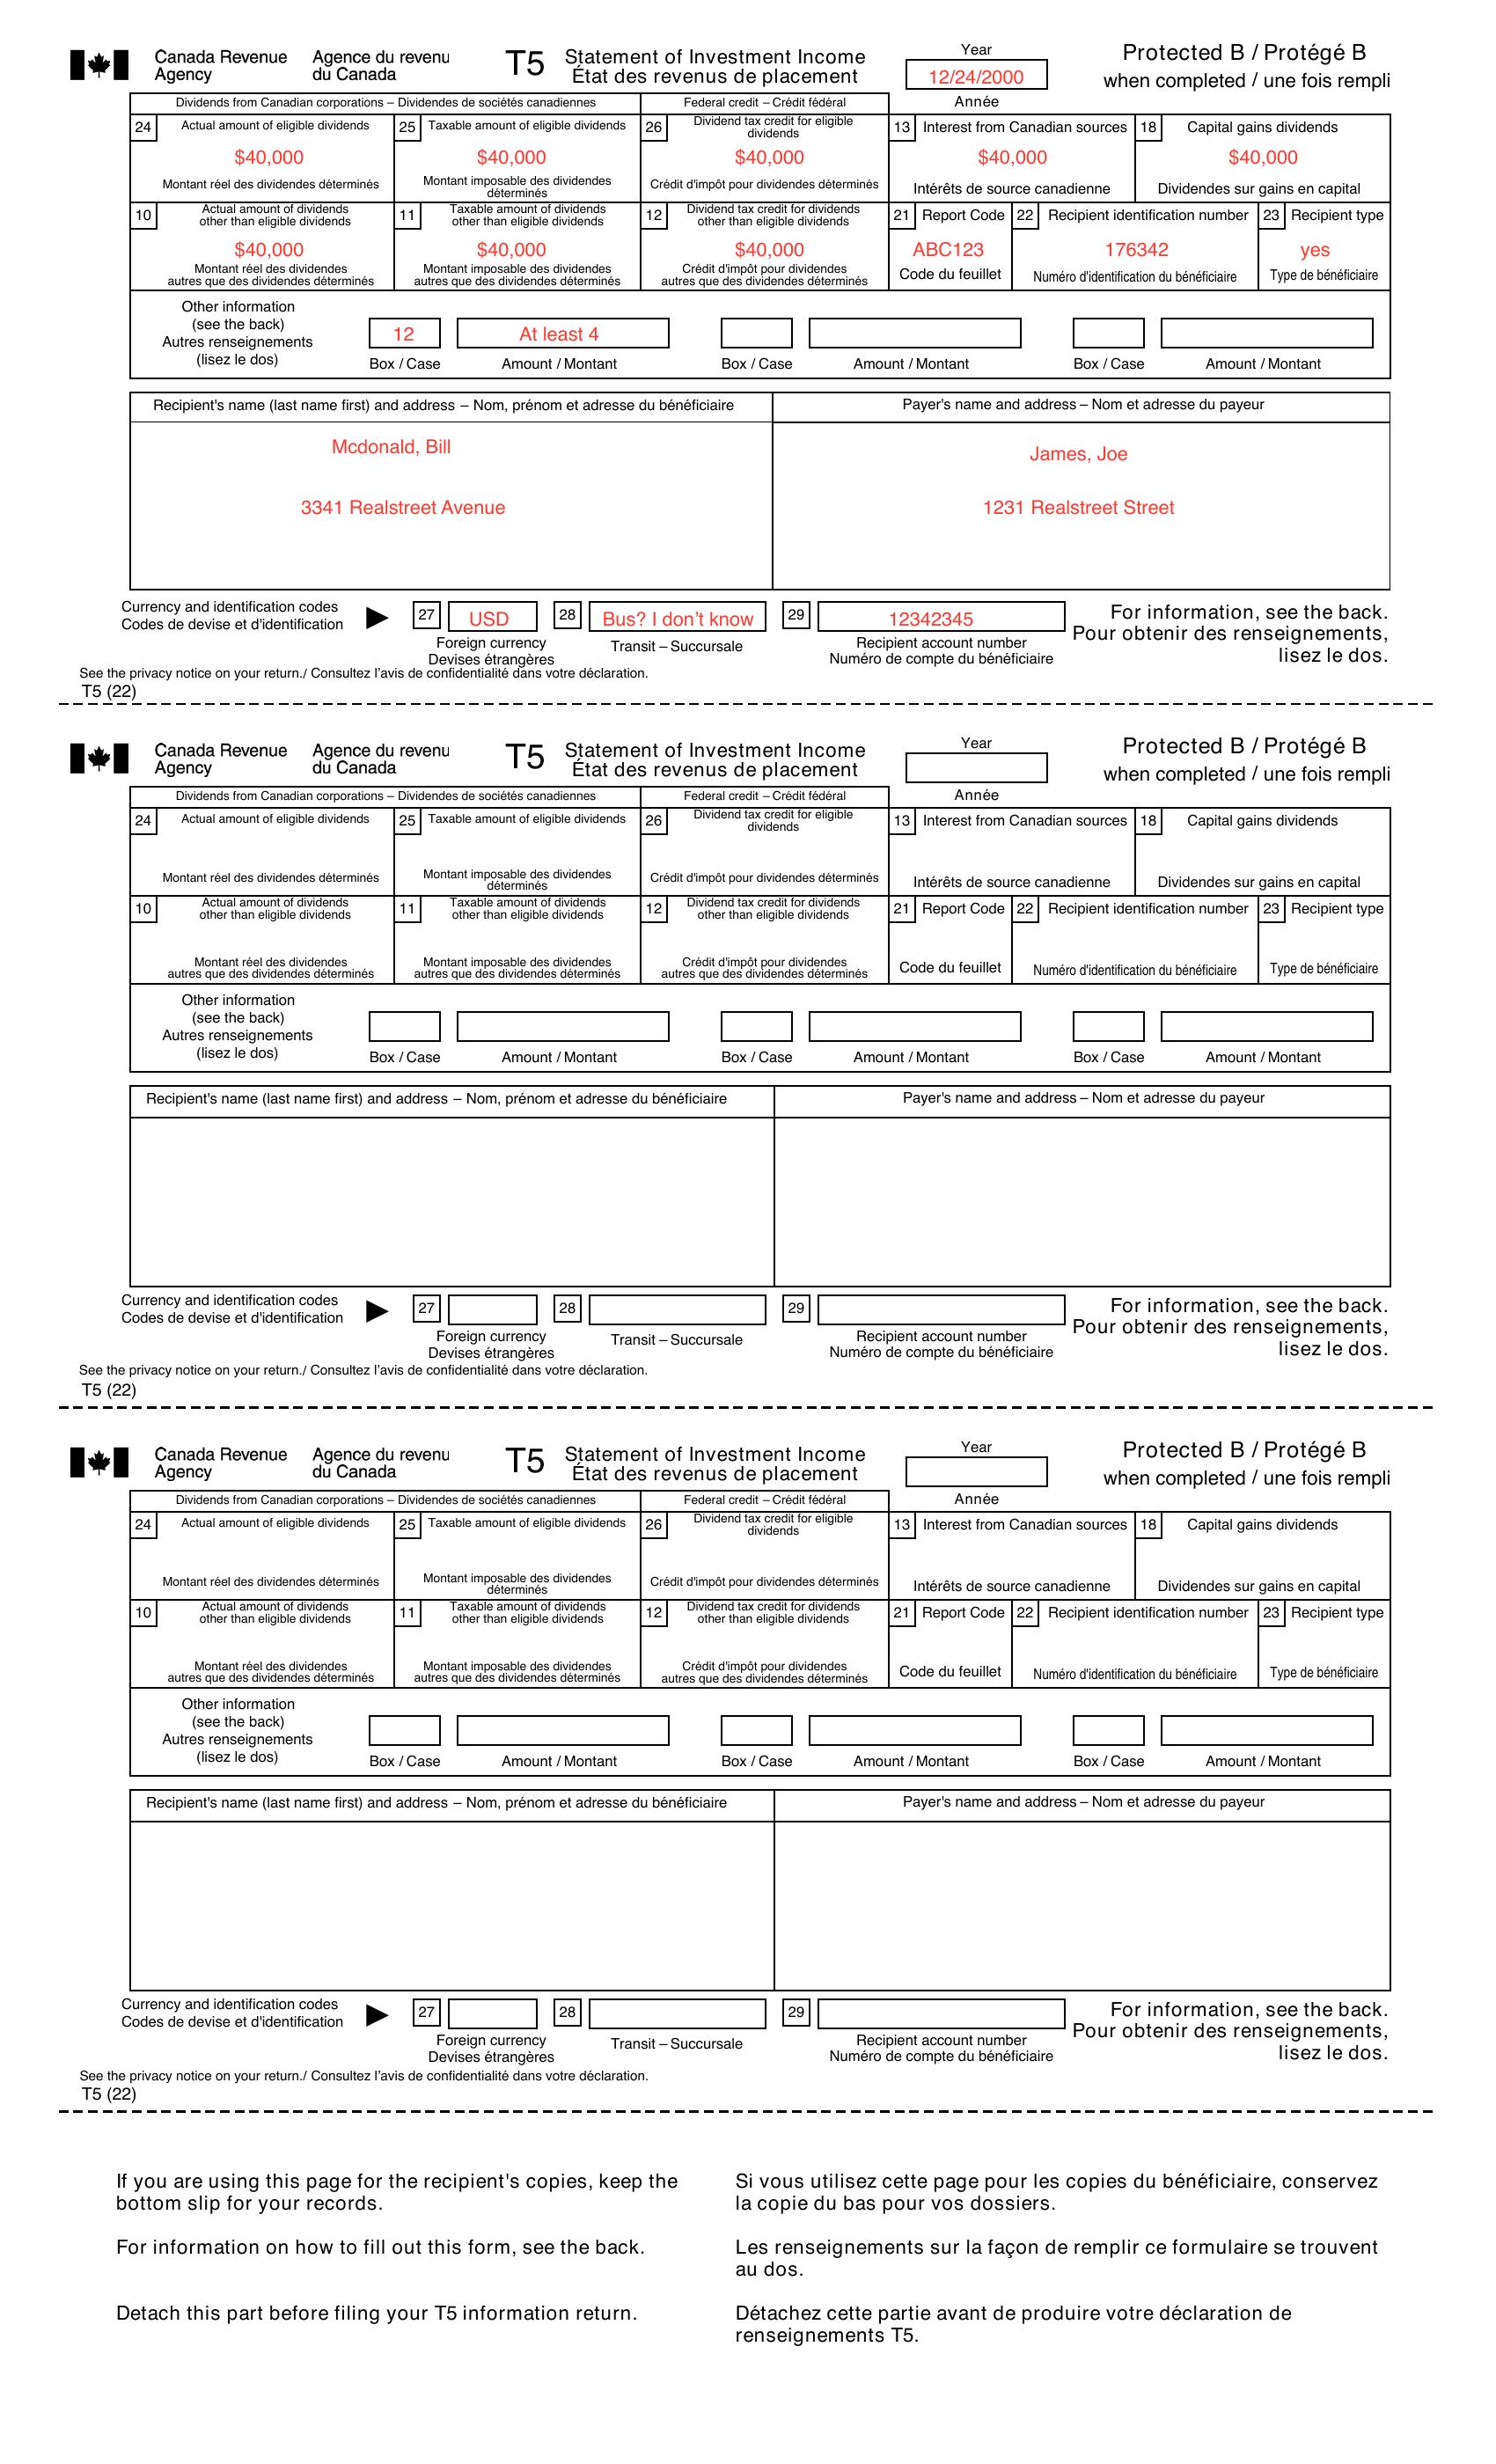 Canada Revenue Agence du revenu
Agency du Canada
T5 Statement of Investment Income
État des revenus de placement
Year
12/24/2000
Année
Protected B / Protégé B
when completed / une fois rempli
Dividends from Canadian corporations – Dividendes de sociétés canadiennes
Federal credit – Crédit fédéral
24 Actual amount of eligible dividends
$40,000
Montant réel des dividendes déterminés
25 Taxable amount of eligible dividends
$40,000
Montant imposable des dividendes
déterminés
26 Dividend tax credit for eligible
dividends
$40,000
Crédit d'impôt pour dividendes déterminés
13 Interest from Canadian sources
$40,000
Intérêts de source canadienne
18 Capital gains dividends
$40,000
Dividendes sur gains en capital
10 Actual amount of dividends
other than eligible dividends
$40,000
Montant réel des dividendes
autres que des dividendes déterminés
11 Taxable amount of dividends
other than eligible dividends
$40,000
Montant imposable des dividendes
autres que des dividendes déterminés
12 Dividend tax credit for dividends
other than eligible dividends
$40,000
Crédit d'impôt pour dividendes
autres que des dividendes déterminés
21 Report Code
ABC123
Code du feuillet
22 Recipient identification number
176342
Numéro d'identification du bénéficiaire
23 Recipient type
yes
Type de bénéficiaire
Other information
(see the back)
Autres renseignements
(lisez le dos)
12 At least 4
Box / Case Amount / Montant Box / Case Amount / Montant Box / Case Amount / Montant
Recipient's name (last name first) and address – Nom, prénom et adresse du bénéficiaire
Mcdonald, Bill
3341 Realstreet Avenue
Payer's name and address – Nom et adresse du payeur
James, Joe
1231 Realstreet Street
Currency and identification codes
Codes de devise et d'identification
27 USD
Foreign currency
Devises étrangères
28 Bus? I don't know
Transit – Succursale
29 12342345
Recipient account number
Numéro de compte du bénéficiaire
For information, see the back.
Pour obtenir des renseignements,
lisez le dos.
See the privacy notice on your return./ Consultez l'avis de confidentialité dans votre déclaration.
T5 (22)
Canada Revenue Agence du revenu
Agency du Canada
T5 Statement of Investment Income
État des revenus de placement
Year
Année
Protected B / Protégé B
when completed / une fois rempli
Dividends from Canadian corporations – Dividendes de sociétés canadiennes
Federal credit – Crédit fédéral
24 Actual amount of eligible dividends
Montant réel des dividendes déterminés
25 Taxable amount of eligible dividends
Montant imposable des dividendes
déterminés
26 Dividend tax credit for eligible
dividends
Crédit d'impôt pour dividendes déterminés
13 Interest from Canadian sources
Intérêts de source canadienne
18 Capital gains dividends
Dividendes sur gains en capital
10 Actual amount of dividends
other than eligible dividends
Montant réel des dividendes
autres que des dividendes déterminés
11 Taxable amount of dividends
other than eligible dividends
Montant imposable des dividendes
autres que des dividendes déterminés
12 Dividend tax credit for dividends
other than eligible dividends
Crédit d'impôt pour dividendes
autres que des dividendes déterminés
21 Report Code
Code du feuillet
22 Recipient identification number
Numéro d'identification du bénéficiaire
23 Recipient type
Type de bénéficiaire
Other information
(see the back)
Autres renseignements
(lisez le dos)
Box / Case Amount / Montant Box / Case Amount / Montant Box / Case Amount / Montant
Recipient's name (last name first) and address – Nom, prénom et adresse du bénéficiaire
Payer's name and address – Nom et adresse du payeur
Currency and identification codes
Codes de devise et d'identification
27
Foreign currency
Devises étrangères
28
Transit – Succursale
29
Recipient account number
Numéro de compte du bénéficiaire
For information, see the back.
Pour obtenir des renseignements,
lisez le dos.
See the privacy notice on your return./ Consultez l'avis de confidentialité dans votre déclaration.
T5 (22)
Canada Revenue Agence du revenu
Agency du Canada
T5 Statement of Investment Income
État des revenus de placement
Year
Année
Protected B / Protégé B
when completed / une fois rempli
Dividends from Canadian corporations – Dividendes de sociétés canadiennes
Federal credit – Crédit fédéral
24 Actual amount of eligible dividends
Montant réel des dividendes déterminés
25 Taxable amount of eligible dividends
Montant imposable des dividendes
déterminés
26 Dividend tax credit for eligible
dividends
Crédit d'impôt pour dividendes déterminés
13 Interest from Canadian sources
Intérêts de source canadienne
18 Capital gains dividends
Dividendes sur gains en capital
10 Actual amount of dividends
other than eligible dividends
Montant réel des dividendes
autres que des dividendes déterminés
11 Taxable amount of dividends
other than eligible dividends
Montant imposable des dividendes
autres que des dividendes déterminés
12 Dividend tax credit for dividends
other than eligible dividends
Crédit d'impôt pour dividendes
autres que des dividendes déterminés
21 Report Code
Code du feuillet
22 Recipient identification number
Numéro d'identification du bénéficiaire
23 Recipient type
Type de bénéficiaire
Other information
(see the back)
Autres renseignements
(lisez le dos)
Box / Case Amount / Montant Box / Case Amount / Montant Box / Case Amount / Montant
Recipient's name (last name first) and address – Nom, prénom et adresse du bénéficiaire
Payer's name and address – Nom et adresse du payeur
Currency and identification codes
Codes de devise et d'identification
27
Foreign currency
Devises étrangères
28
Transit – Succursale
29
Recipient account number
Numéro de compte du bénéficiaire
For information, see the back.
Pour obtenir des renseignements,
lisez le dos.
See the privacy notice on your return./ Consultez l'avis de confidentialité dans votre déclaration.
T5 (22)
If you are using this page for the recipient's copies, keep the
bottom slip for your records.
For information on how to fill out this form, see the back.
Detach this part before filing your T5 information return.
Si vous utilisez cette page pour les copies du bénéficiaire, conservez
la copie du bas pour vos dossiers.
Les renseignements sur la façon de remplir ce formulaire se trouvent
au dos.
Détachez cette partie avant de produire votre déclaration de
renseignements T5.